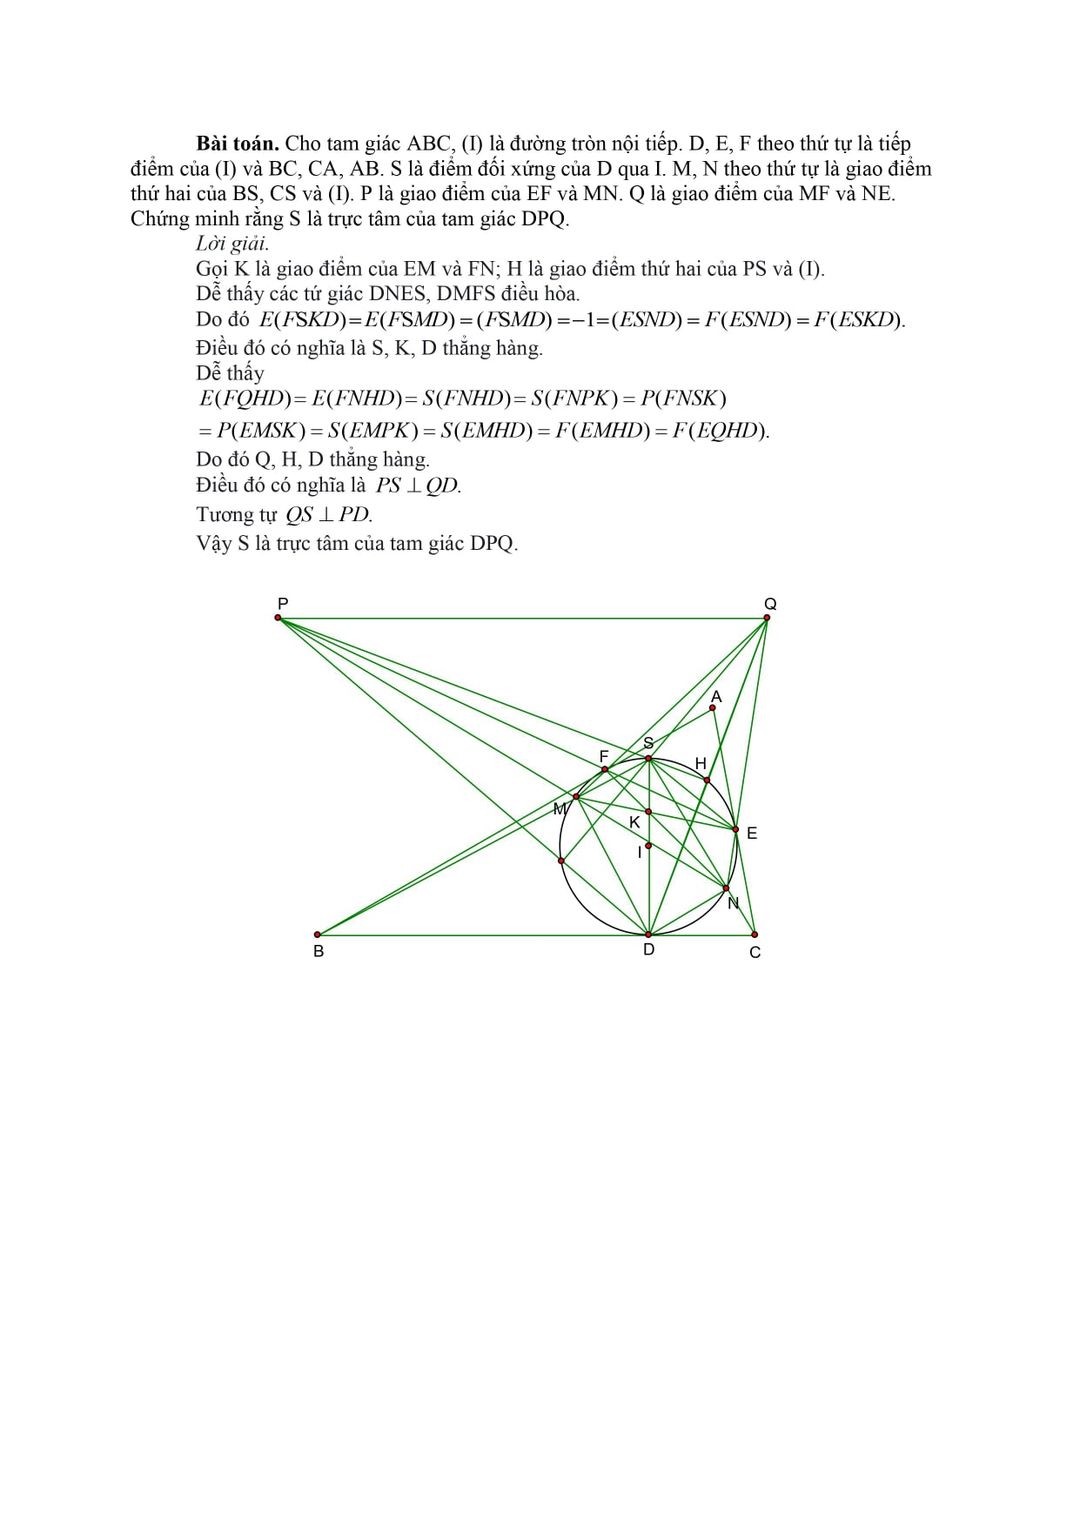 Bài toán. Cho tam giác ABC, (I) là đường tròn nội tiếp. D, E, F theo thứ tự là tiếp
điểm của (I) và BC, CA, AB. S là điểm đối xứng của D qua I. M, N theo thứ tự là giao điểm
thứ hai của BS, CS và (I). P là giao điểm của EF và MN. Q là giao điểm của MF và NE.
Chứng minh rằng S là trực tâm của tam giác DPQ.
Lời giải.
Gọi K là giao điểm của EM và FN; H là giao điểm thứ hai của PS và (I).
Dễ thấy các tứ giác DNES, DMFS điều hòa.
Do đó E(FSKD)=E(FSMD)=(FSMD)=−1=(ESND)=F(ESND)=F(ESKD).
Điều đó có nghĩa là S, K, D thẳng hàng.
Dễ thấy
E(FQHD)=E(FNHD)=S(FNHD)=S(FNPK)=P(FNSK)
=P(EMSK)=S(EMPK)=S(EMHD)=F(EMHD)=F(EQHD).
Do đó Q, H, D thẳng hàng.
Điều đó có nghĩa là PS⊥QD.
Tương tự QS⊥PD.
Vậy S là trực tâm của tam giác DPQ.
P Q
A
S
F
H
M
K
E
I
N
B D C